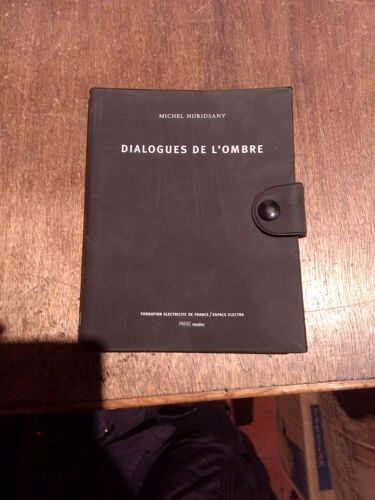 MICHEL NURIDSANY
DIALOGUES DE L'OMBRE
FONDATION ELECTRICITE DE FRANCE/ESPACE ELECTRA
PARIS musées